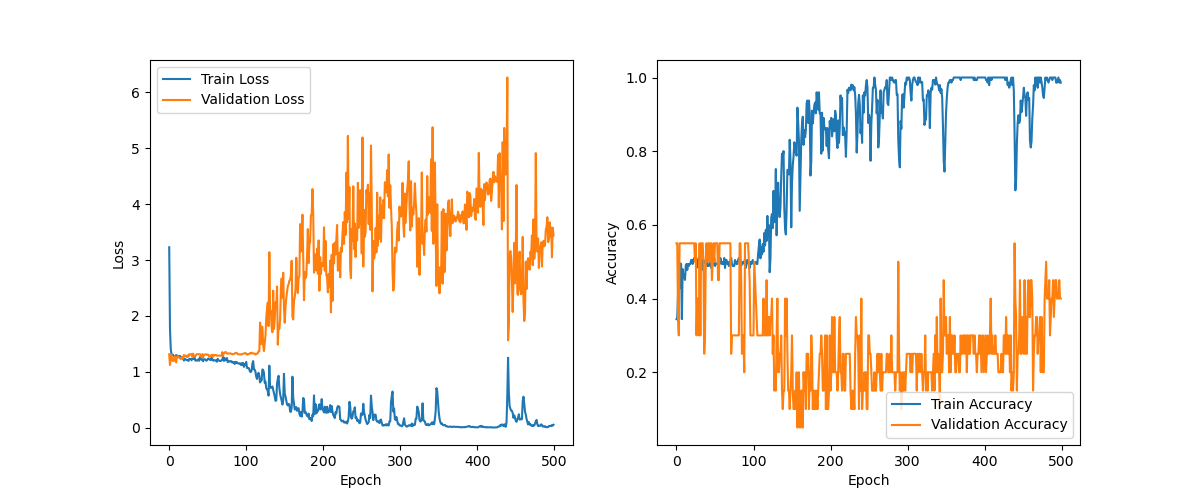 Train Loss
Validation Loss
Loss
6
5
4
3
2
1
0
0 100 200 300 400 500
Epoch
Accuracy
1.0
0.8
0.6
0.4
0.2
Train Accuracy
Validation Accuracy
0 100 200 300 400 500
Epoch